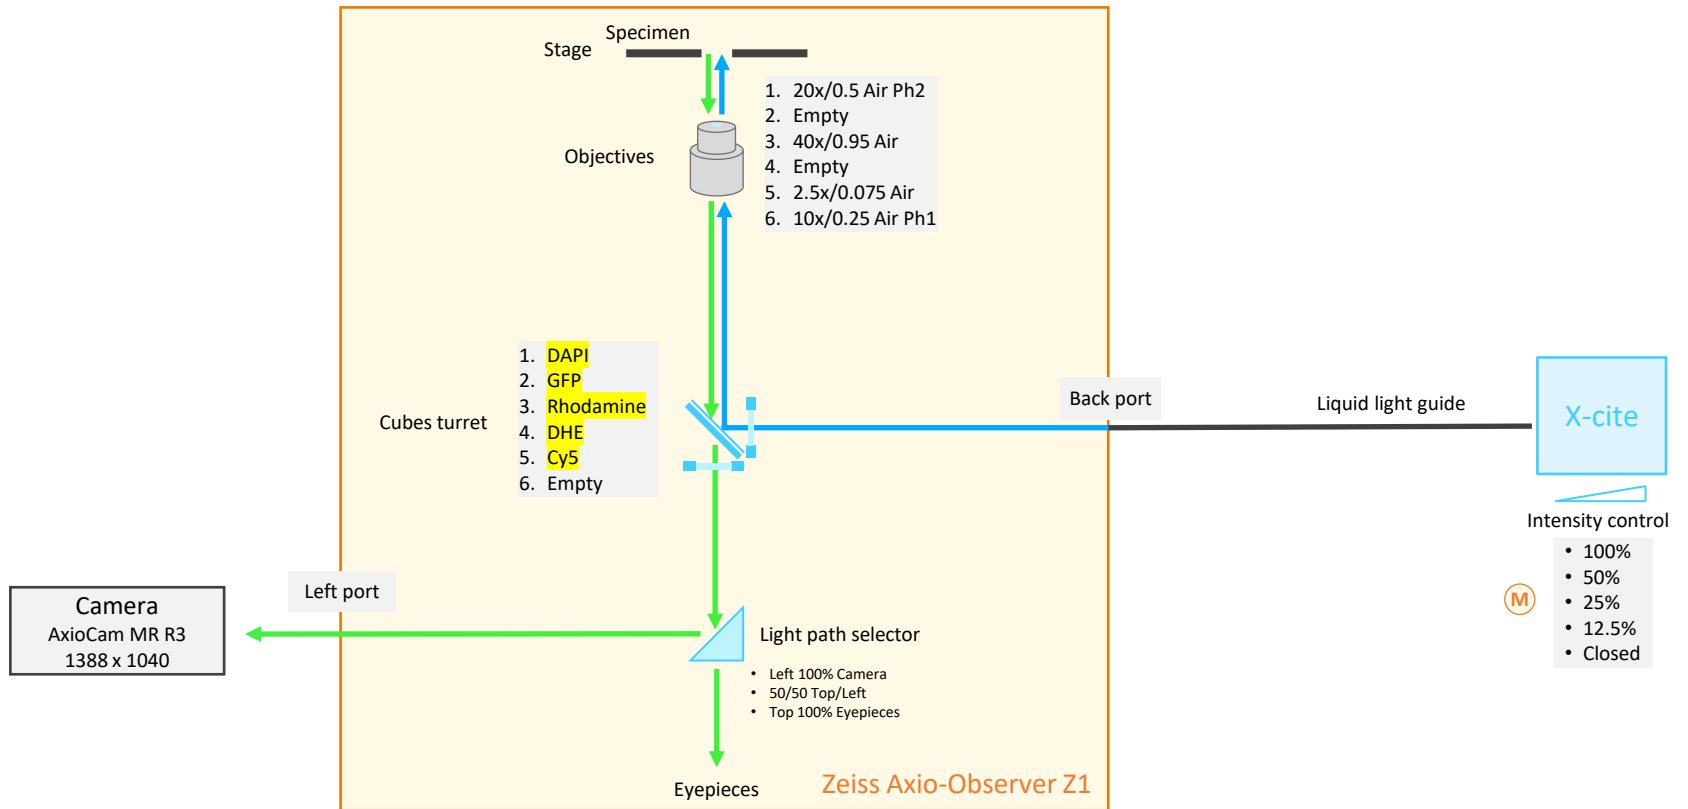 Specimen
Stage
1. 20x/0.5 Air Ph2
2. Empty
3. 40x/0.95 Air
4. Empty
5. 2.5x/0.075 Air
6. 10x/0.25 Air Ph1
Objectives
1. DAPI
2. GFP
3. Rhodamine
4. DHE
5. Cy5
6. Empty
Cubes turret
Back port
Liquid light guide
X-cite
Intensity control
• 100%
• 50%
• 25%
• 12.5%
• Closed
M
Left port
Camera
AxioCam MR R3
1388 x 1040
Light path selector
• Left 100% Camera
• 50/50 Top/Left
• Top 100% Eyepieces
Eyepieces
Zeiss Axio-Observer Z1